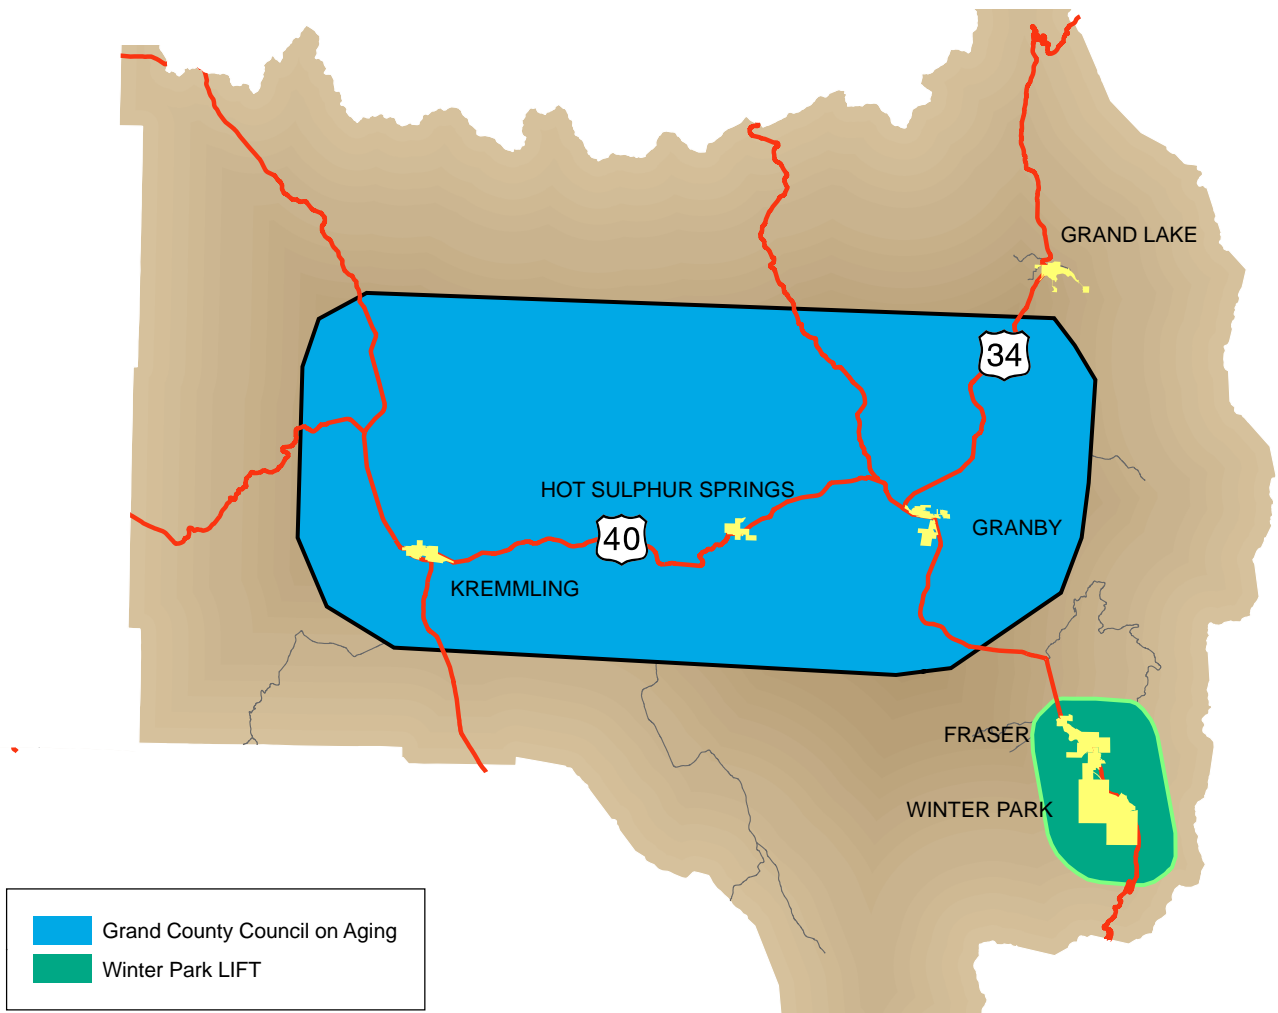 GRAND LAKE
34
HOT SULPHUR SPRINGS
GRANBY
40
KREMMLING
FRASER
WINTER PARK
Grand County Council on Aging
Winter Park LIFT